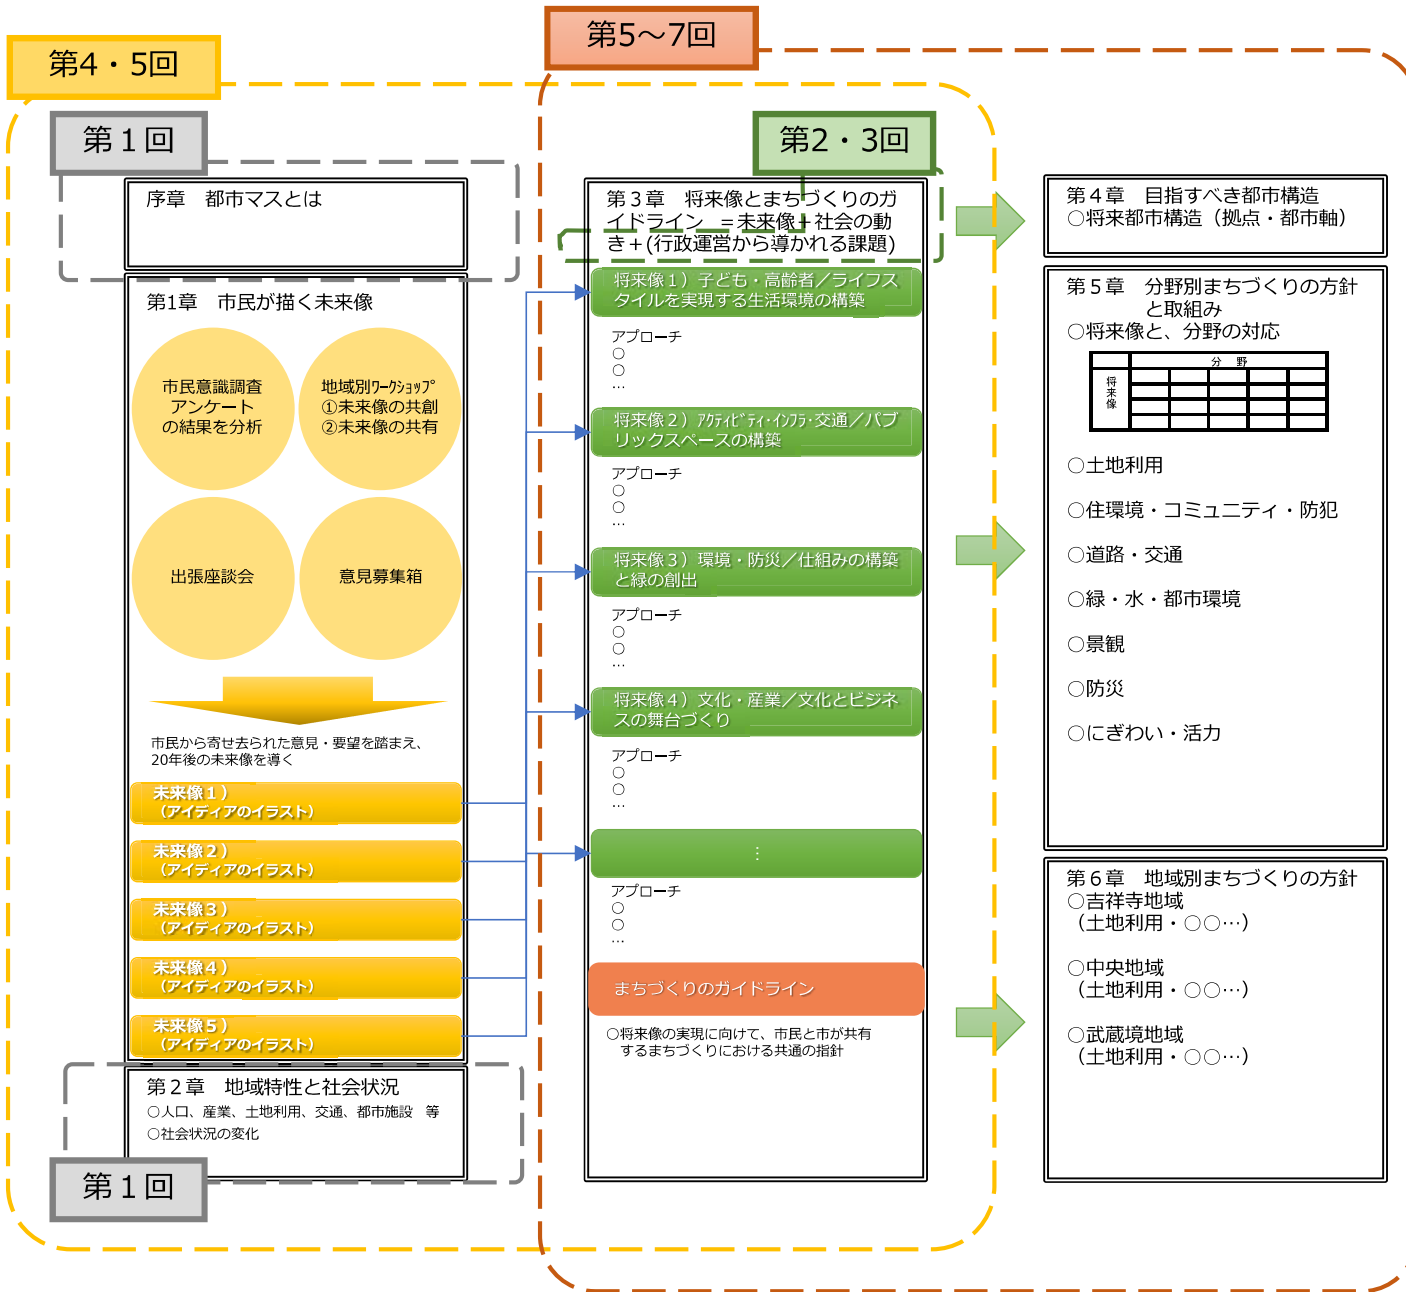 第5～7回
第4・5回
第１回
第2・3回
序章　都市マスとは
第1章　市民が描く未来像
市民意識調査
アンケート
の結果を分析
地域別ﾜｰｸｼｮｯﾌﾟ
①未来像の共創
②未来像の共有
出張座談会
意見募集箱
市民から寄せ去られた意見・要望を踏まえ、
20年後の未来像を導く
未来像１）
（アイディアのイラスト）
未来像２）
（アイディアのイラスト）
未来像３）
（アイディアのイラスト）
未来像４）
（アイディアのイラスト）
未来像５）
（アイディアのイラスト）
第２章　地域特性と社会状況
○人口、産業、土地利用、交通、都市施設　等
○社会状況の変化
第１回
第３章　将来像とまちづくりのガ
イドライン　＝未来像＋社会の動
き＋(行政運営から導かれる課題)
将来像１）子ども・高齢者／ライフス
タイルを実現する生活環境の構築
アプローチ
○
○
…
将来像２）ｱｸﾃｨﾋﾞﾃｨ･ｲﾝﾌﾗ･交通／パブ
リックスペースの構築
アプローチ
○
○
…
将来像３）環境・防災／仕組みの構築
と緑の創出
アプローチ
○
○
…
将来像４）文化・産業／文化とビジネ
スの舞台づくり
アプローチ
○
○
…
⋮
アプローチ
○
○
…
まちづくりのガイドライン
○将来像の実現に向けて、市民と市が共有
するまちづくりにおける共通の指針
第４章　目指すべき都市構造
○将来都市構造（拠点・都市軸）
第５章　分野別まちづくりの方針
と取組み
○将来像と、分野の対応
分　野
将来像
○土地利用
○住環境・コミュニティ・防犯
○道路・交通
○緑・水・都市環境
○景観
○防災
○にぎわい・活力
第６章　地域別まちづくりの方針
○吉祥寺地域
（土地利用・○○…）
○中央地域
（土地利用・○○…）
○武蔵境地域
（土地利用・○○…）